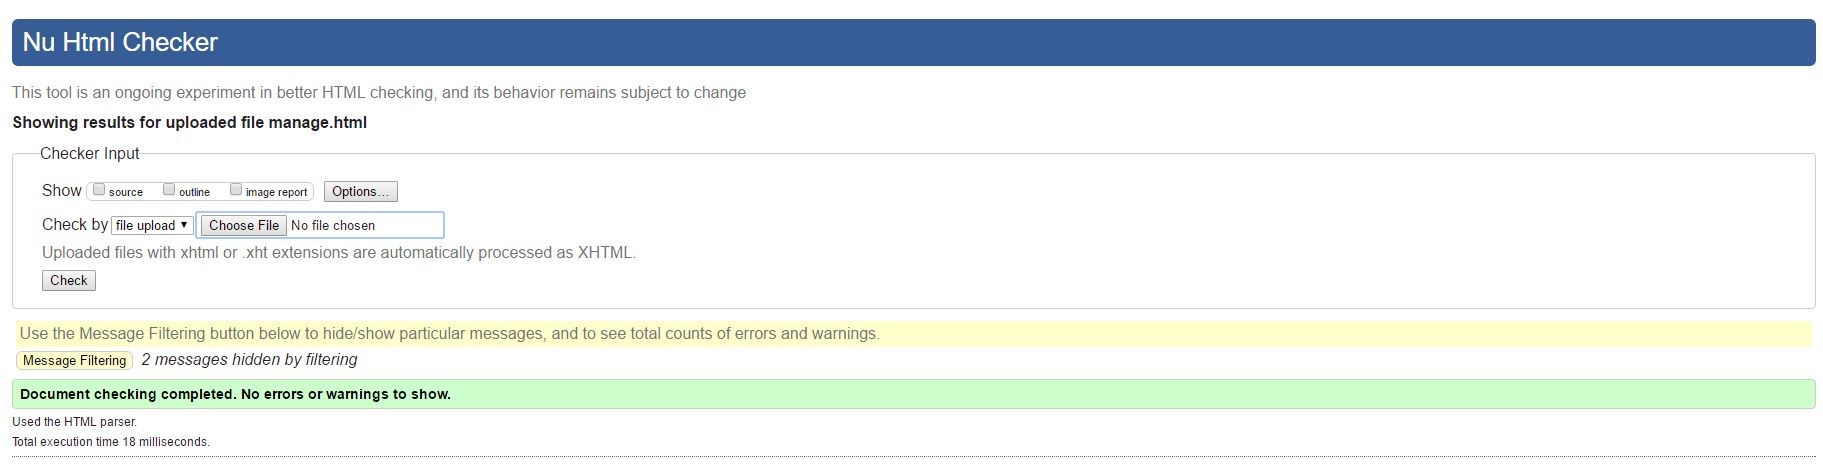 Nu Html Checker
This tool is an ongoing experiment in better HTML checking, and its behavior remains subject to change
Showing results for uploaded file manage.html
Checker Input
Show source outline image report Options...
Check by file upload Choose File No file chosen
Uploaded files with xhtml or .xht extensions are automatically processed as XHTML.
Check
Use the Message Filtering button below to hide/show particular messages, and to see total counts of errors and warnings.
Message Filtering 2 messages hidden by filtering
Document checking completed. No errors or warnings to show.
Used the HTML parser.
Total execution time 18 milliseconds.